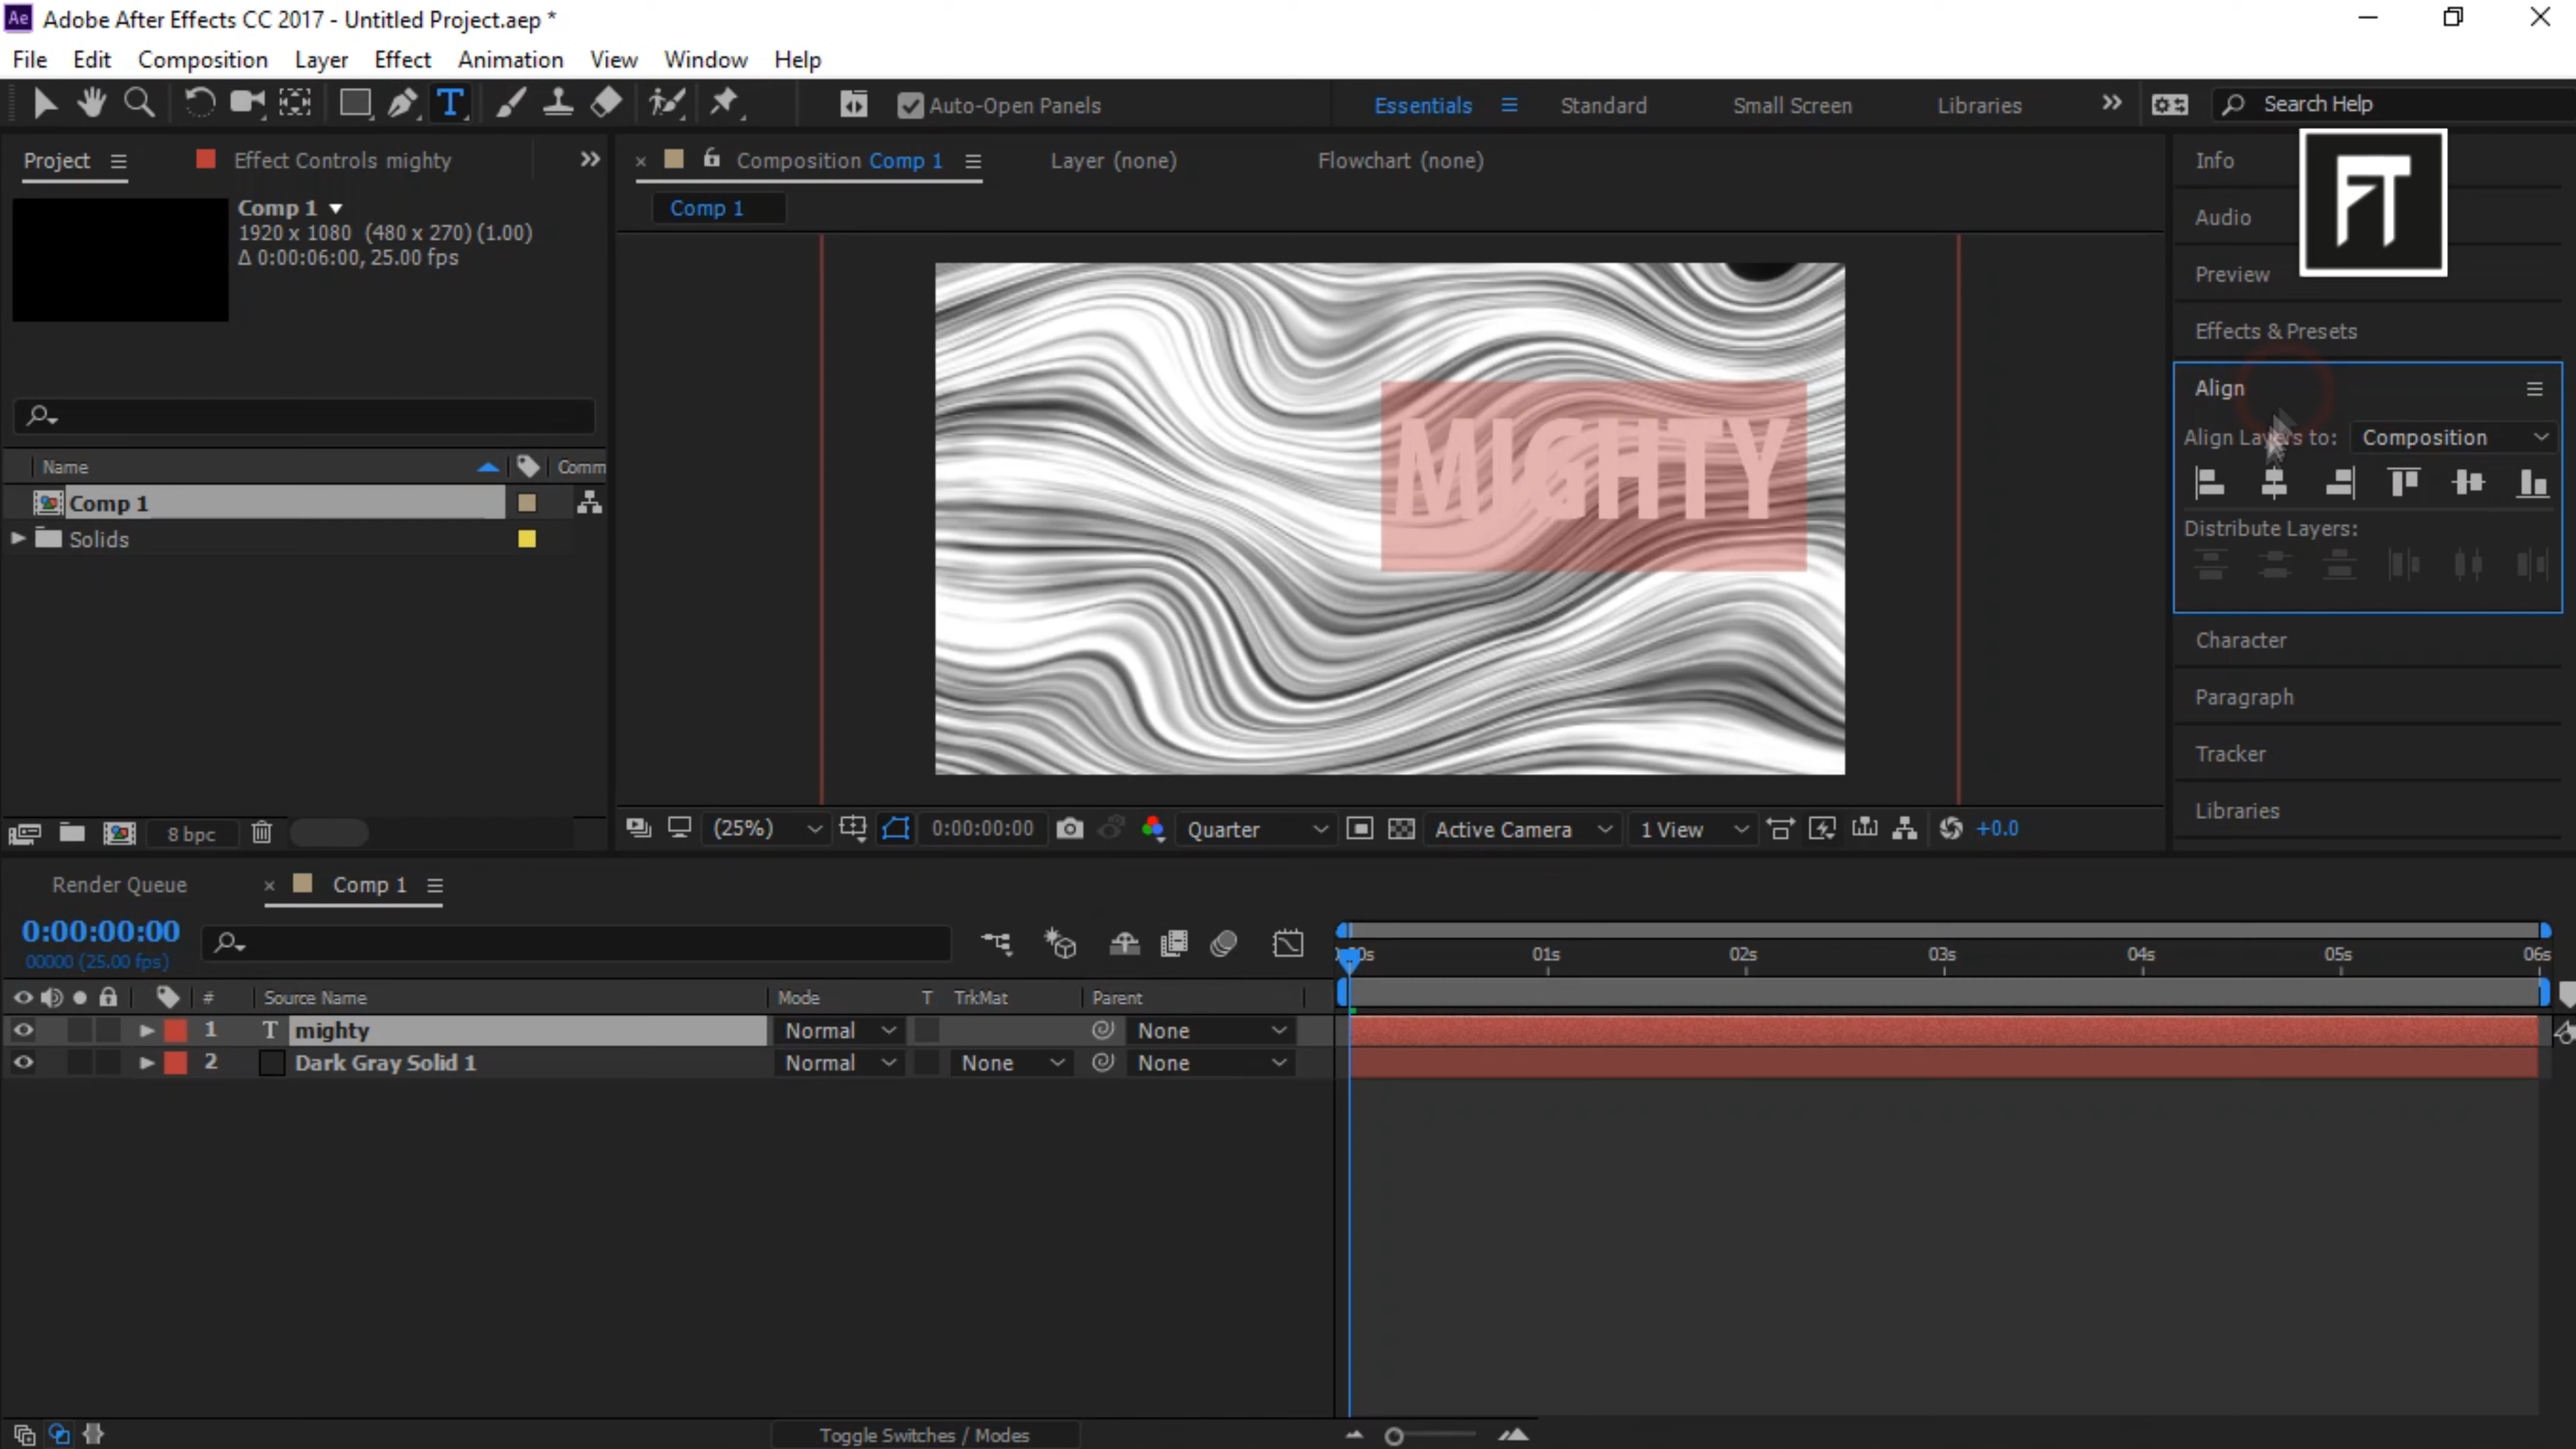 Ae Adobe After Effects CC 2017 - Untitled Project.aep *
File Edit Composition Layer Effect Animation View Window Help
T Auto-Open Panels Essentials Standard Small Screen Libraries Search Help
Project Effect Controls mighty Composition Comp 1 Layer (none) Flowchart (none) Info
FT
Comp 1
1920 x 1080 (480 x 270) (1.00)
Δ 0:00:06:00, 25.00 fps
Comp 1
Audio
Preview
Effects & Presets
Align
Align Layers to: Composition
MIGHTY
Name Comm
Comp 1
Solids
Distribute Layers:
Character
Paragraph
Tracker
Libraries
8 bpc (25%) 0:00:00:00 Quarter Active Camera 1 View +0.0
Render Queue Comp 1
0:00:00:00
00000 (25.00 fps)
01s 02s 03s 04s 05s 06s
# Source Name Mode T TrkMat Parent
1 T mighty Normal None
2 Dark Gray Solid 1 Normal None None
Toggle Switches / Modes